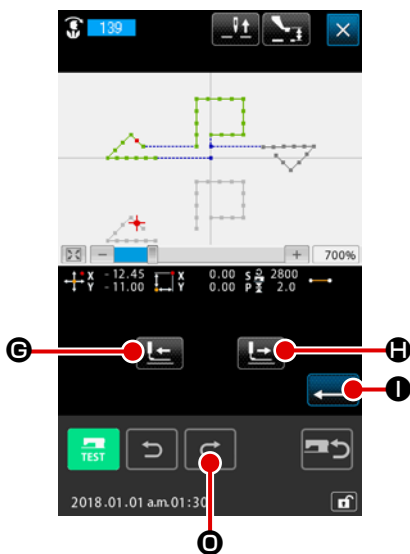 139
700%
X - 12.45 X 0.00 S 2800
Y - 11.00 Y 0.00 P 2.0
G
H
I
TEST
2018.01.01 a.m.01:30
O